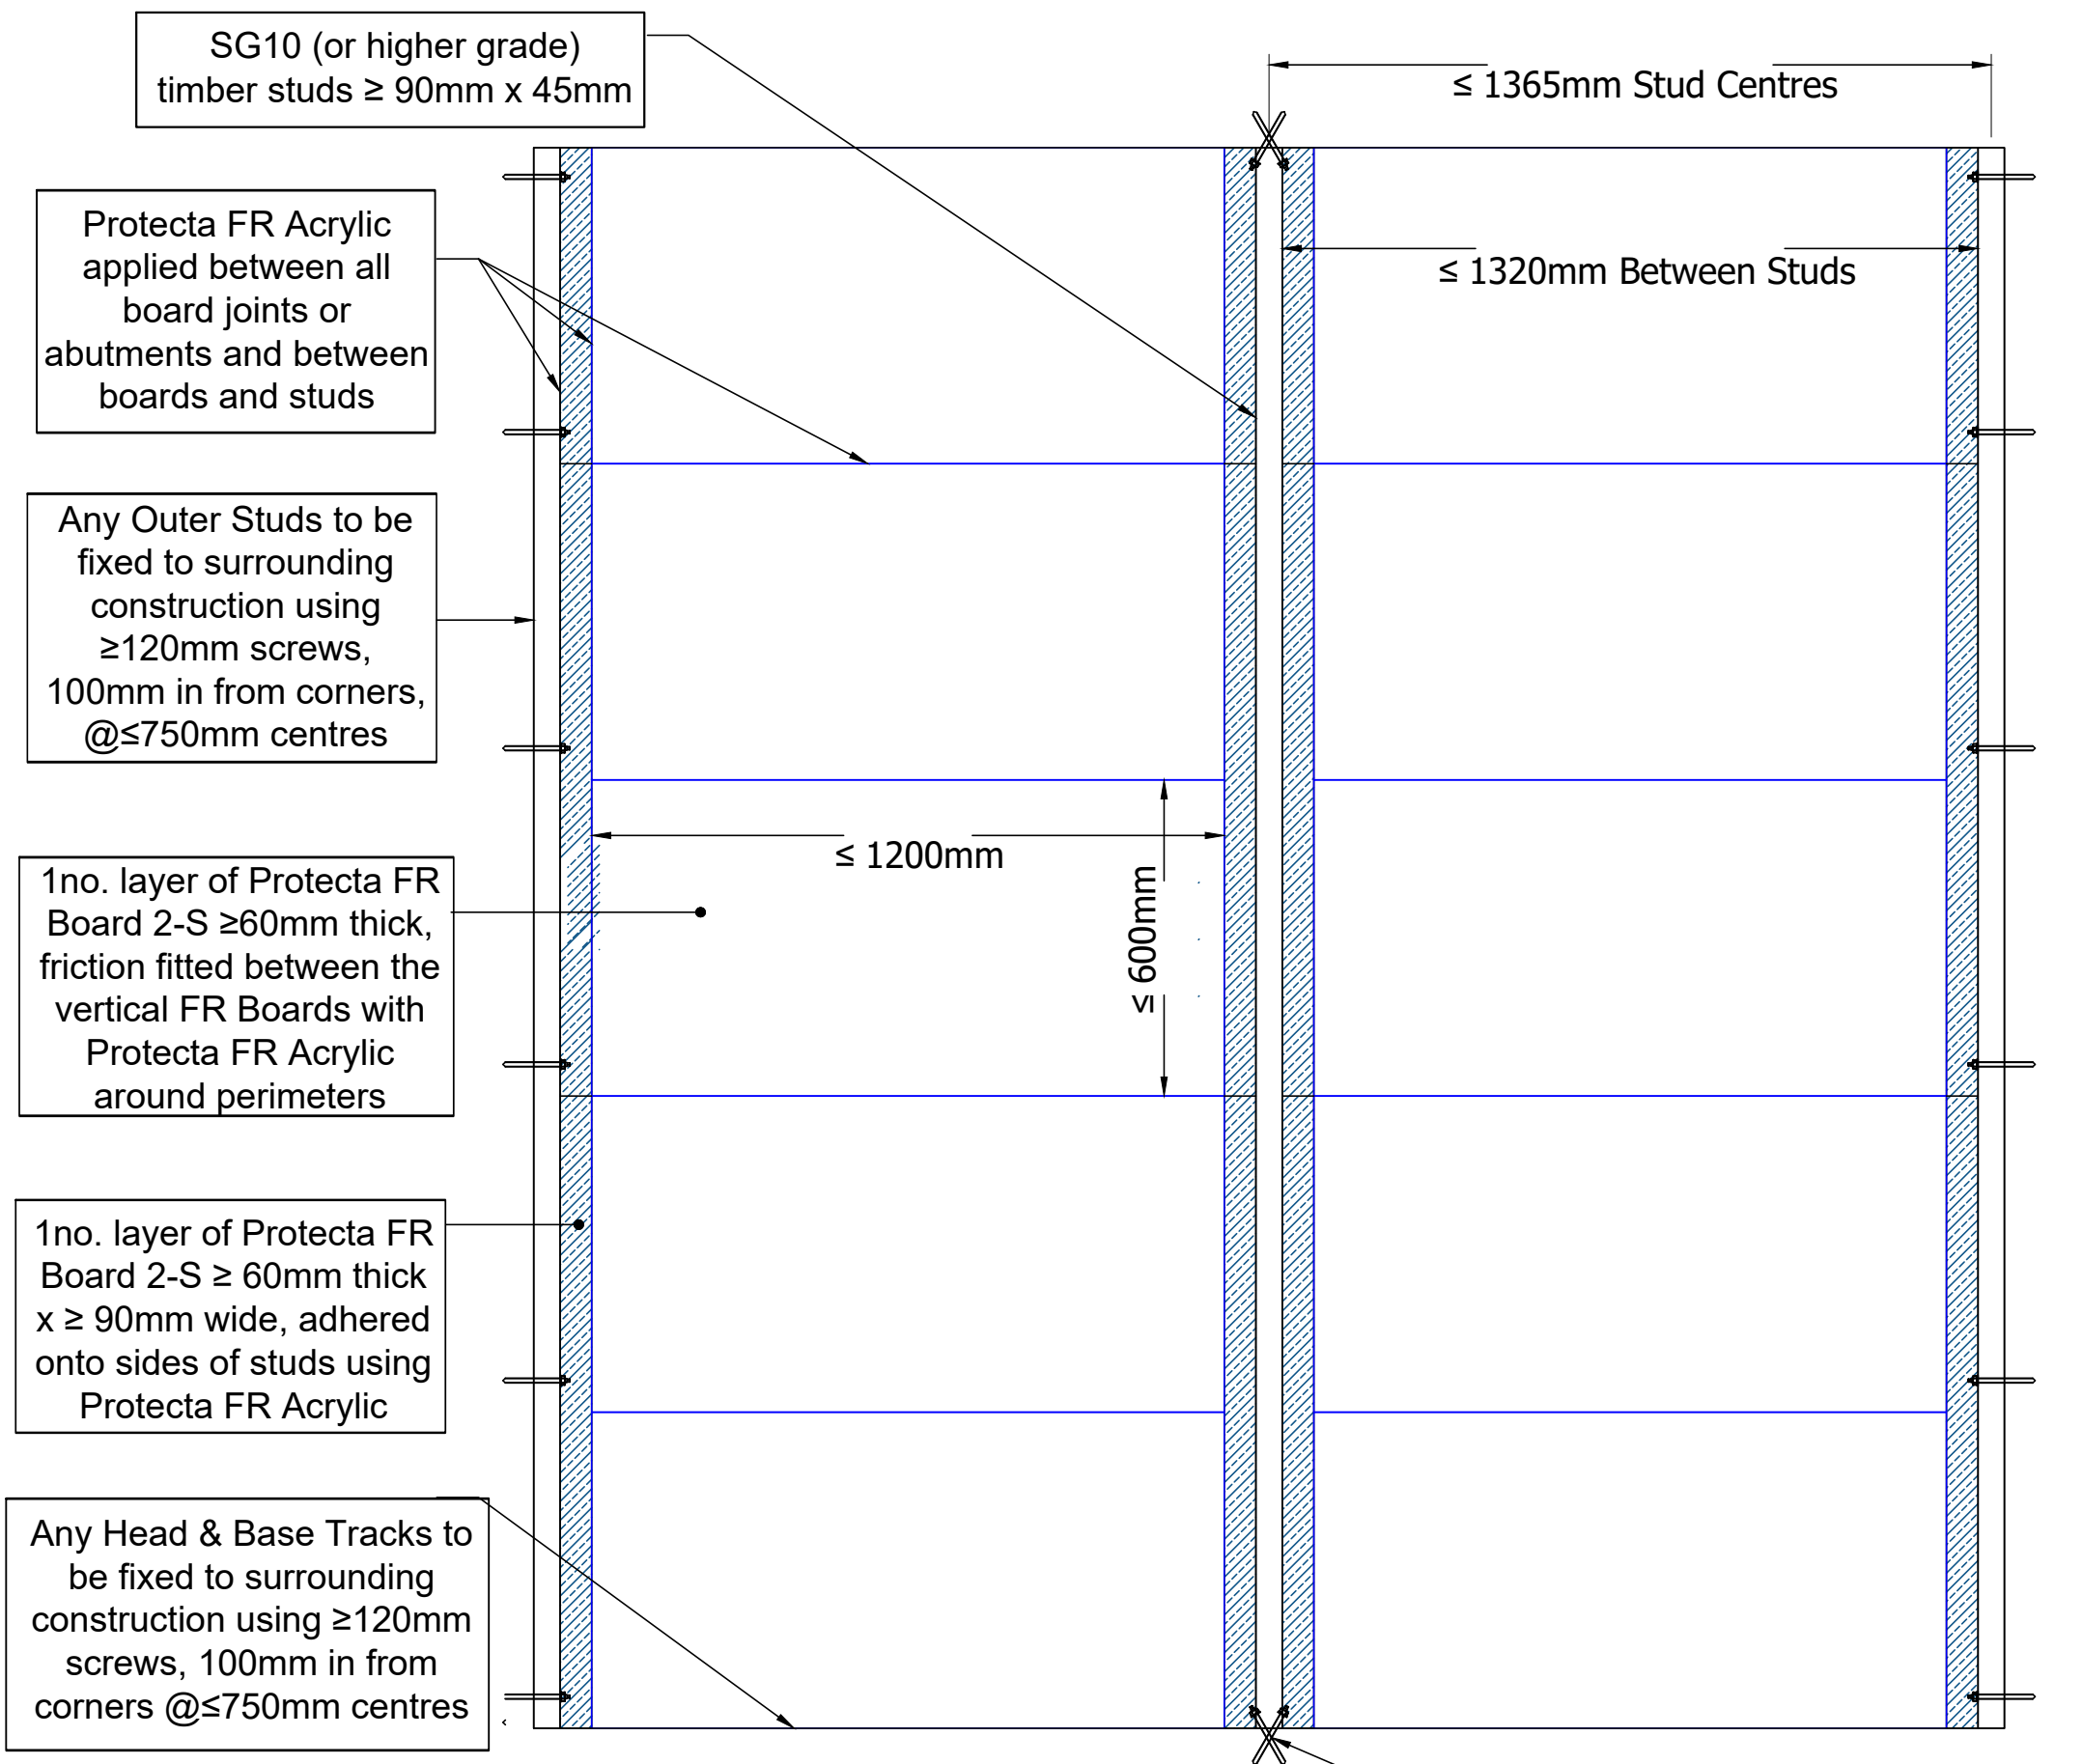 SG10 (or higher grade)
timber studs ≥ 90mm x 45mm
≤ 1365mm Stud Centres
Protecta FR Acrylic
applied between all
board joints or
abutments and between
boards and studs
≤ 1320mm Between Studs
Any Outer Studs to be
fixed to surrounding
construction using
≥120mm screws,
100mm in from corners,
@≤750mm centres
≤ 1200mm
≤ 600mm
1no. layer of Protecta FR
Board 2-S ≥60mm thick,
friction fitted between the
vertical FR Boards with
Protecta FR Acrylic
around perimeters
1no. layer of Protecta FR
Board 2-S ≥ 60mm thick
x ≥ 90mm wide, adhered
onto sides of studs using
Protecta FR Acrylic
Any Head & Base Tracks to
be fixed to surrounding
construction using ≥120mm
screws, 100mm in from
corners @≤750mm centres